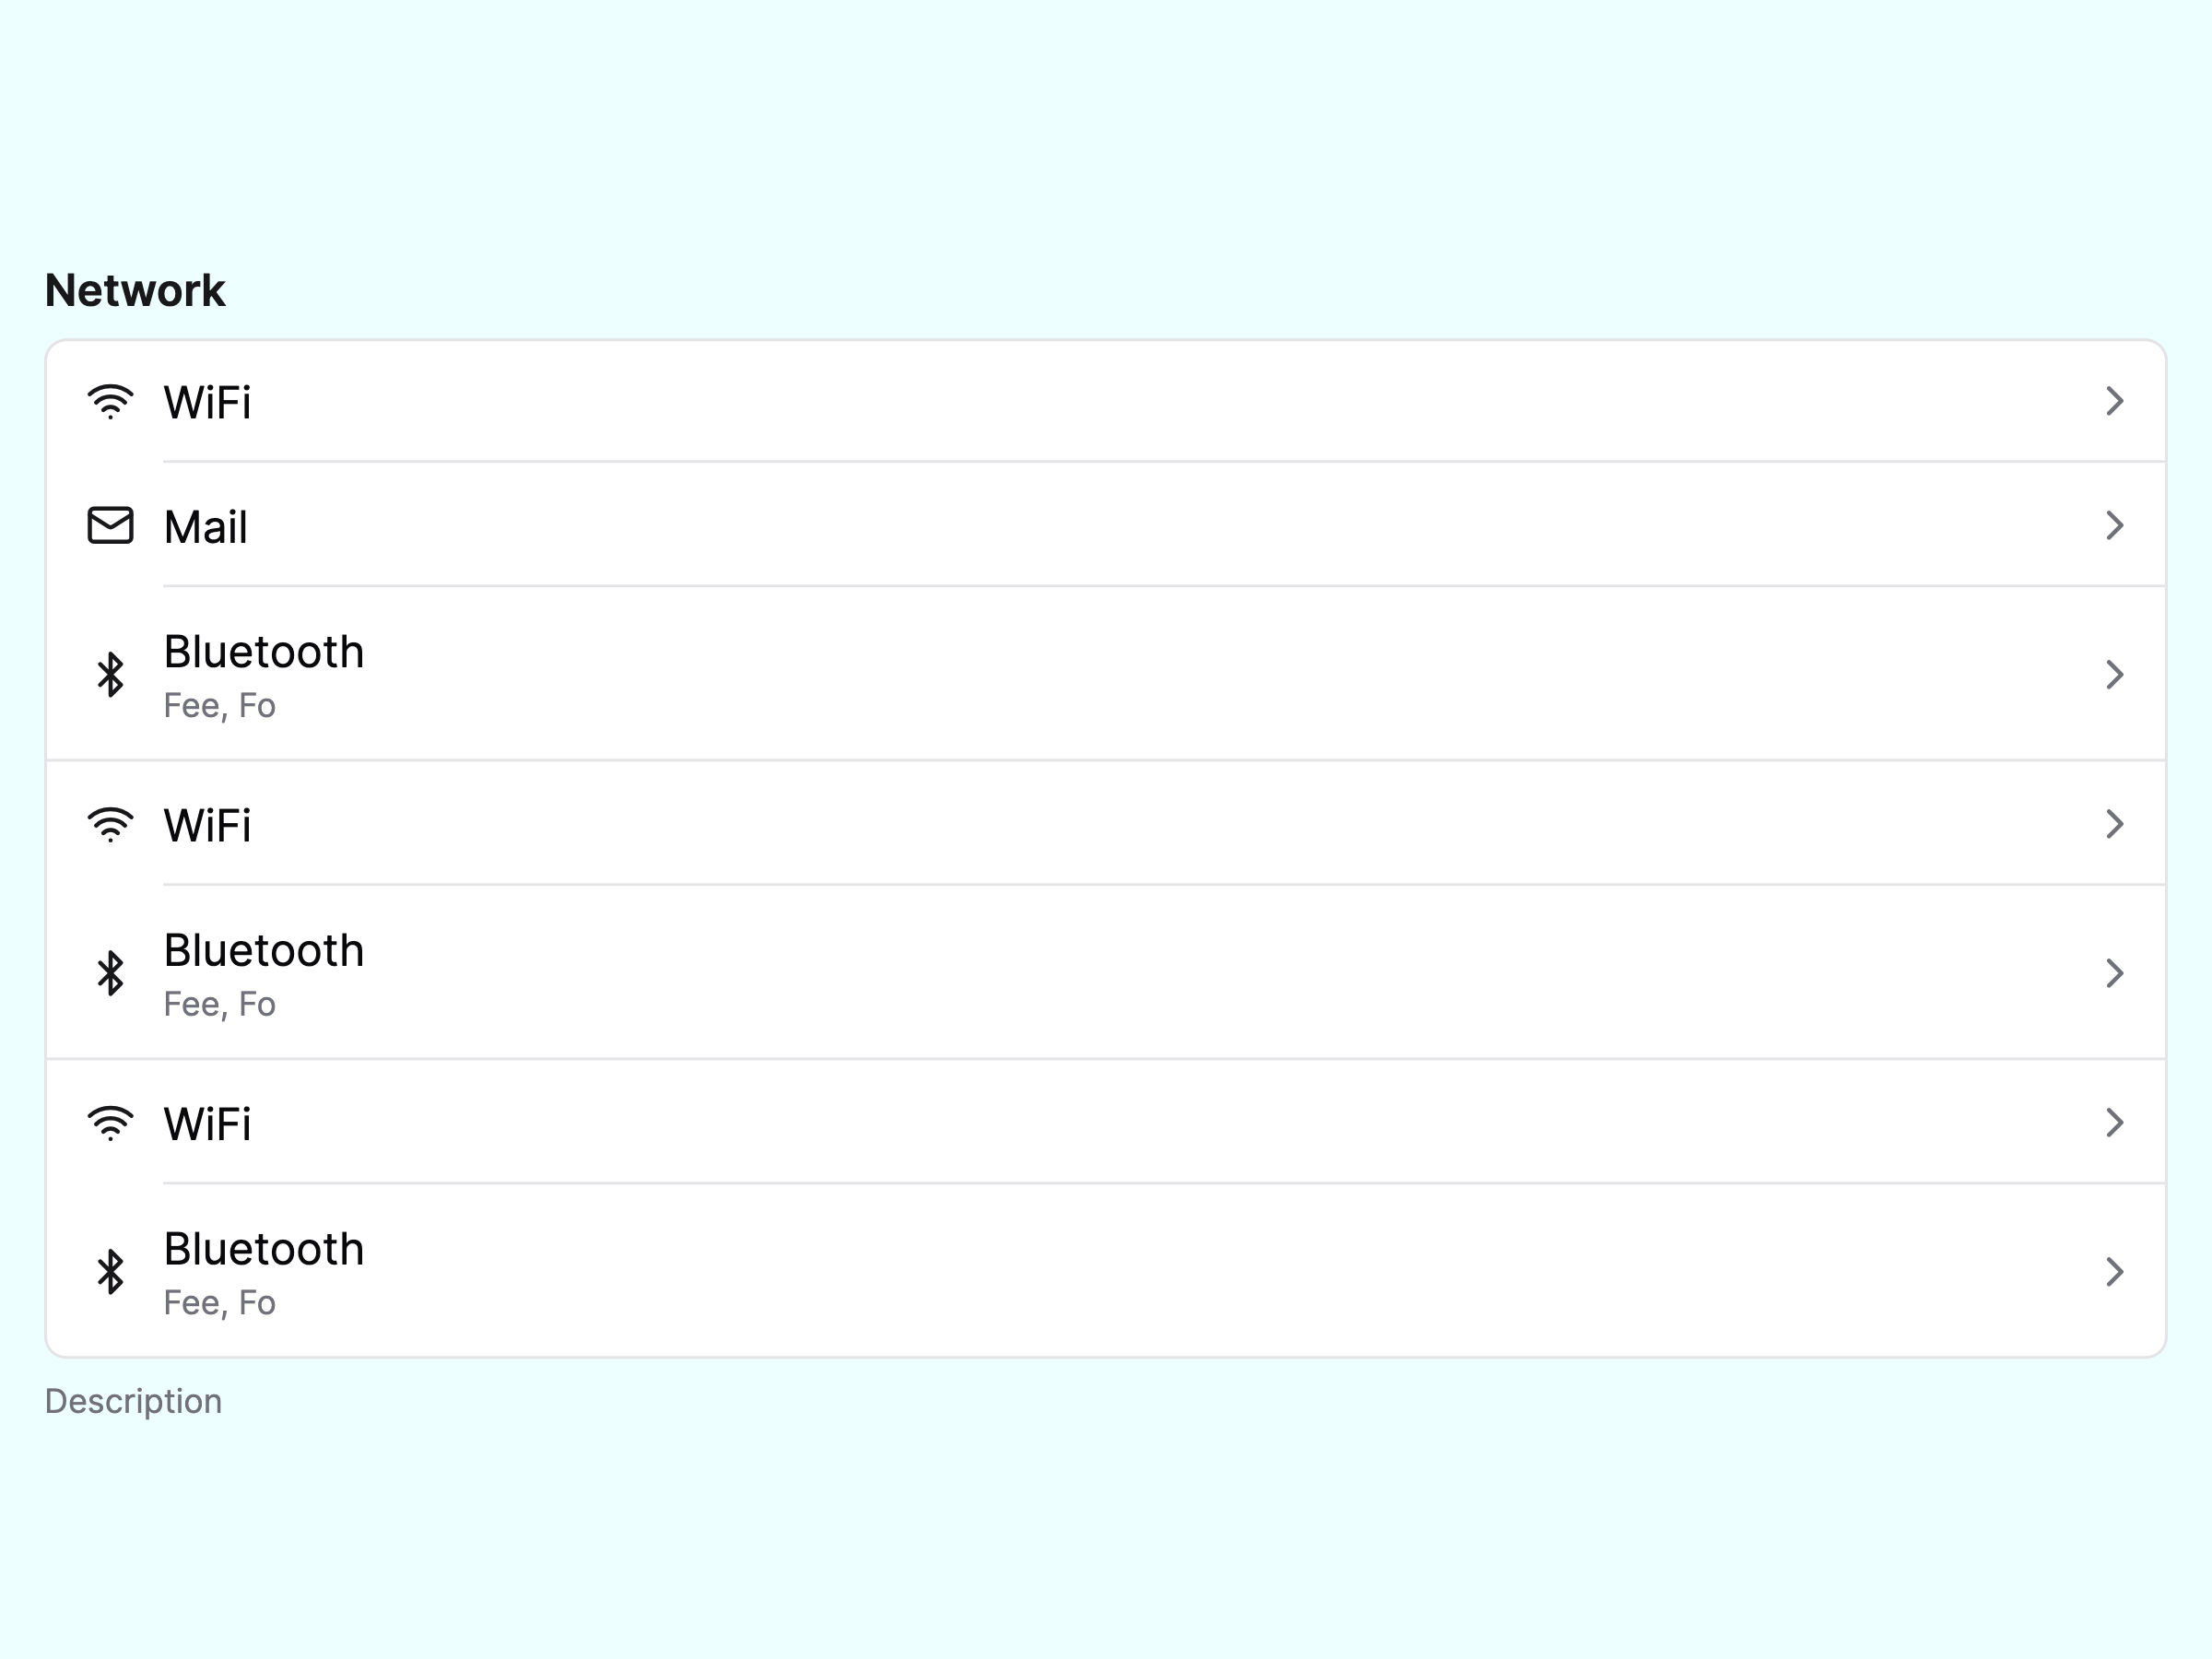 Network
WiFi
Mail
Bluetooth
Fee, Fo
WiFi
Bluetooth
Fee, Fo
WiFi
Bluetooth
Fee, Fo
Description